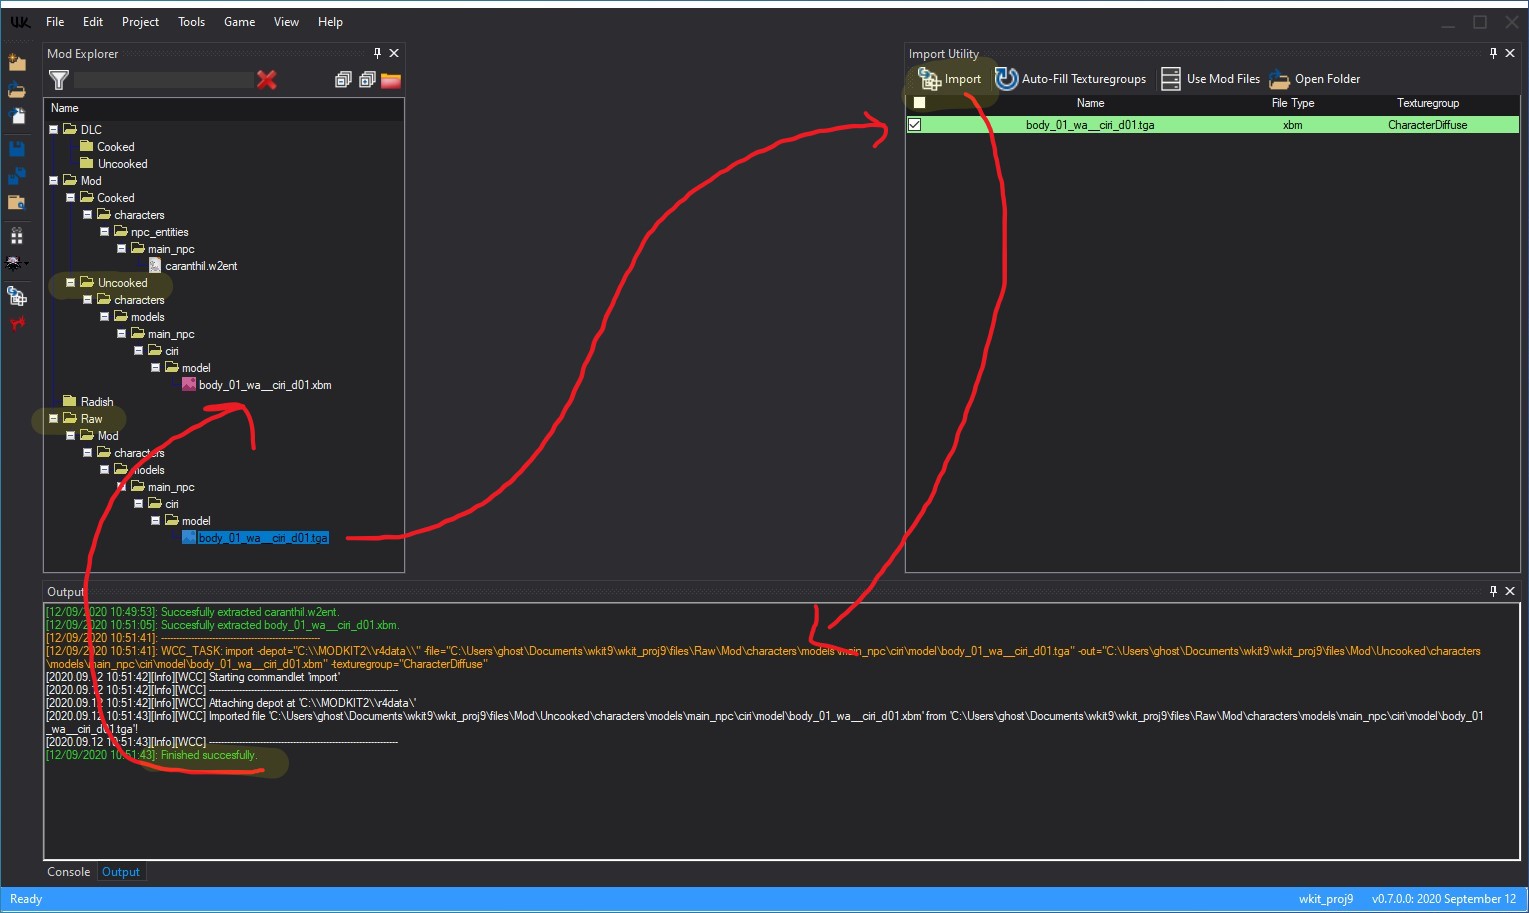 WK File Edit Project Tools Game View Help
Mod Explorer
Name
DLC
Cooked
Uncooked
Mod
Cooked
characters
npc_entities
main_npc
caranthil.w2ent
Uncooked
characters
models
main_npc
ciri
model
body_01_wa__ciri_d01.xbm
Radish
Raw
Mod
characters
models
main_npc
ciri
model
body_01_wa__ciri_d01.tga
Import Utility
Import Auto-Fill Texturegroups Use Mod Files Open Folder
Name File Type Texturegroup
body_01_wa__ciri_d01.tga xbm CharacterDiffuse
Output
[12/09/2020 10:49:53]: Succesfully extracted caranthil.w2ent.
[12/09/2020 10:51:05]: Succesfully extracted body_01_wa__ciri_d01.xbm.
[12/09/2020 10:51:41]: -----------------------------------------------------
[12/09/2020 10:51:41]: WCC_TASK: import -depot="C:\\MODKIT2\\r4data\\" -file="C:\Users\ghost\Documents\wkit9\wkit_proj9\files\Raw\Mod\characters\models\main_npc\ciri\model\body_01_wa__ciri_d01.tga" -out="C:\Users\ghost\Documents\wkit9\wkit_proj9\files\Mod\Uncooked\characters
\models\main_npc\ciri\model\body_01_wa__ciri_d01.xbm" -texturegroup="CharacterDiffuse"
[2020.09.12 10:51:42][Info][WCC] Starting commandlet 'import'
[2020.09.12 10:51:42][Info][WCC] ---------------------------------------------------------------
[2020.09.12 10:51:42][Info][WCC] Attaching depot at 'C:\\MODKIT2\\r4data\'
[2020.09.12 10:51:43][Info][WCC] Imported file 'C:\Users\ghost\Documents\wkit9\wkit_proj9\files\Mod\Uncooked\characters\models\main_npc\ciri\model\body_01_wa__ciri_d01.xbm' from 'C:\Users\ghost\Documents\wkit9\wkit_proj9\files\Raw\Mod\characters\models\main_npc\ciri\model\body_01
_wa__ciri_d01.tga'!
[2020.09.12 10:51:43][Info][WCC] ---------------------------------------------------------------
[12/09/2020 10:51:43]: Finished succesfully.
Console Output
Ready wkit_proj9 v0.7.0.0: 2020 September 12